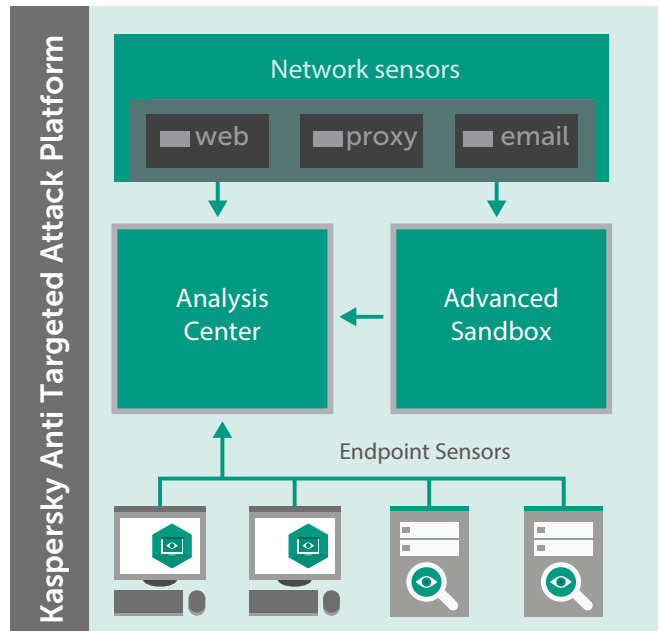 Kaspersky Anti Targeted Attack Platform
Network sensors
web
proxy
email
Analysis
Center
Advanced
Sandbox
Endpoint Sensors